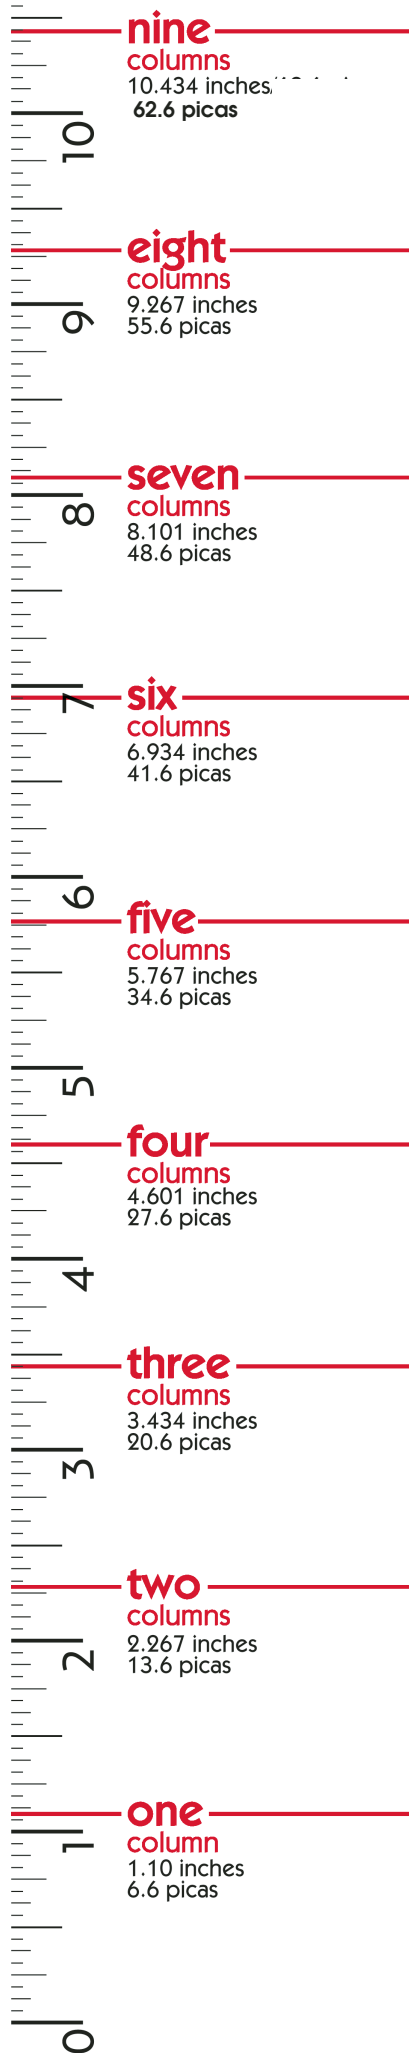 nine
columns
10.434 inches/
62.6 picas
10
eight
columns
9.267 inches
55.6 picas
9
seven
columns
8.101 inches
48.6 picas
8
six
columns
6.934 inches
41.6 picas
7
five
columns
5.767 inches
34.6 picas
6
5
four
columns
4.601 inches
27.6 picas
4
three
columns
3.434 inches
20.6 picas
3
two
columns
2.267 inches
13.6 picas
2
one
column
1.10 inches
6.6 picas
1
0